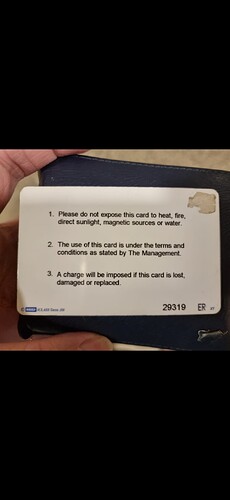 1. Please do not expose this card to heat, fire,
direct sunlight, magnetic sources or water.
2. The use of this card is under the terms and
conditions as stated by The Management.
3. A charge will be imposed if this card is lost,
damaged or replaced.
29319 ER